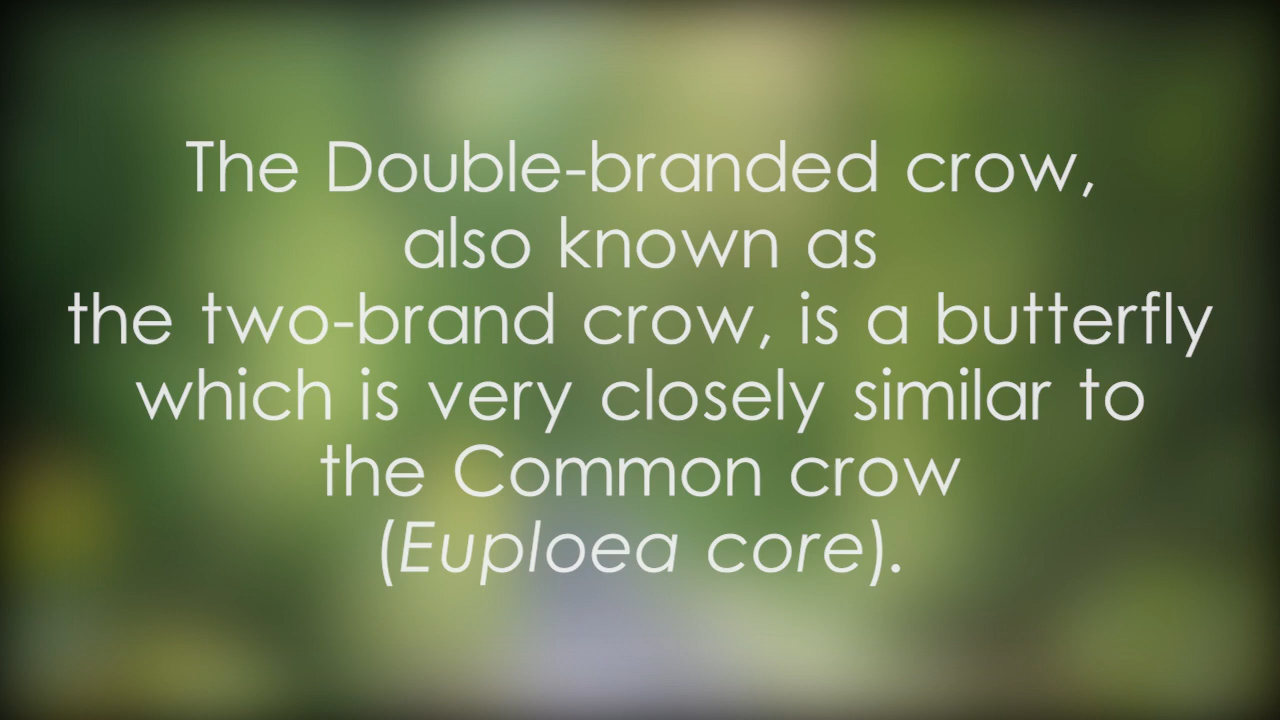 The Double-branded crow,
also known as
the two-brand crow, is a butterfly
which is very closely similar to
the Common crow
(Euploea core).